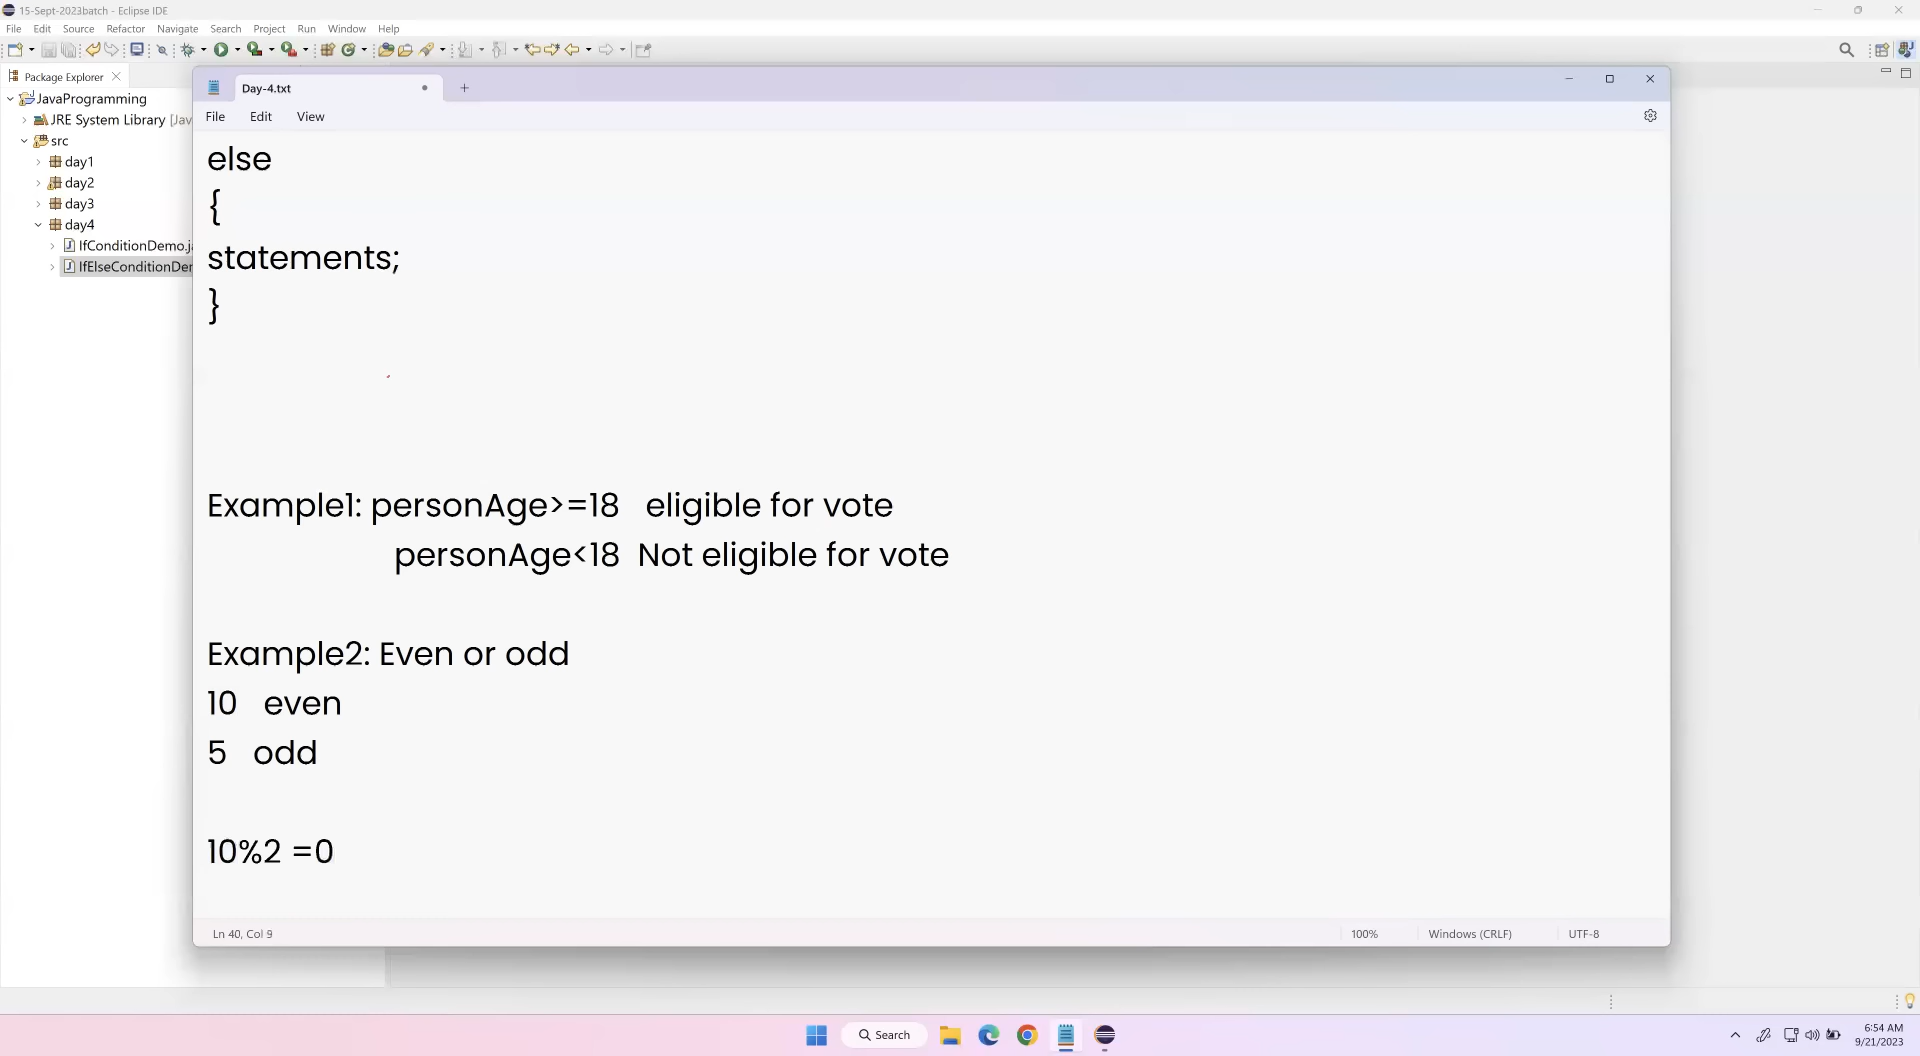 15-Sept-2023batch - Eclipse IDE
File Edit Source Refactor Navigate Search Project Run Window Help
Package Explorer
JavaProgramming
JRE System Library [Jav
src
day1
day2
day3
day4
IfConditionDemo.ja
IfElseConditionDer
Day-4.txt
File Edit View
else
{
statements;
}
Example1: personAge>=18 eligible for vote
personAge<18 Not eligible for vote
Example2: Even or odd
10 even
5 odd
10%2 =0
Ln 40, Col 9
100%
Windows (CRLF)
UTF-8
Search
6:54 AM
9/21/2023